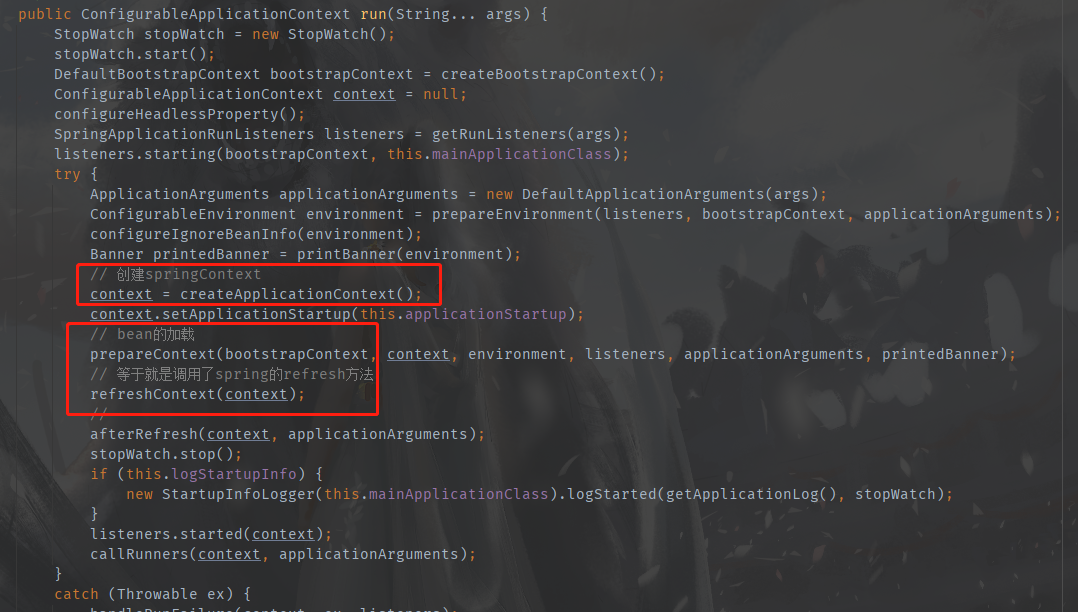 public ConfigurableApplicationContext run(String... args) {
StopWatch stopWatch = new StopWatch();
stopWatch.start();
DefaultBootstrapContext bootstrapContext = createBootstrapContext();
ConfigurableApplicationContext context = null;
configureHeadlessProperty();
SpringApplicationRunListeners listeners = getRunListeners(args);
listeners.starting(bootstrapContext, this.mainApplicationClass);
try {
ApplicationArguments applicationArguments = new DefaultApplicationArguments(args);
ConfigurableEnvironment environment = prepareEnvironment(listeners, bootstrapContext, applicationArguments);
configureIgnoreBeanInfo(environment);
Banner printedBanner = printBanner(environment);
// 创建springContext
context = createApplicationContext();
context.setApplicationStartup(this.applicationStartup);
// bean的加载
prepareContext(bootstrapContext, context, environment, listeners, applicationArguments, printedBanner);
// 等于就是调用了spring的refresh方法
refreshContext(context);
//
afterRefresh(context, applicationArguments);
stopWatch.stop();
if (this.logStartupInfo) {
new StartupInfoLogger(this.mainApplicationClass).logStarted(getApplicationLog(), stopWatch);
}
listeners.started(context);
callRunners(context, applicationArguments);
}
catch (Throwable ex) {